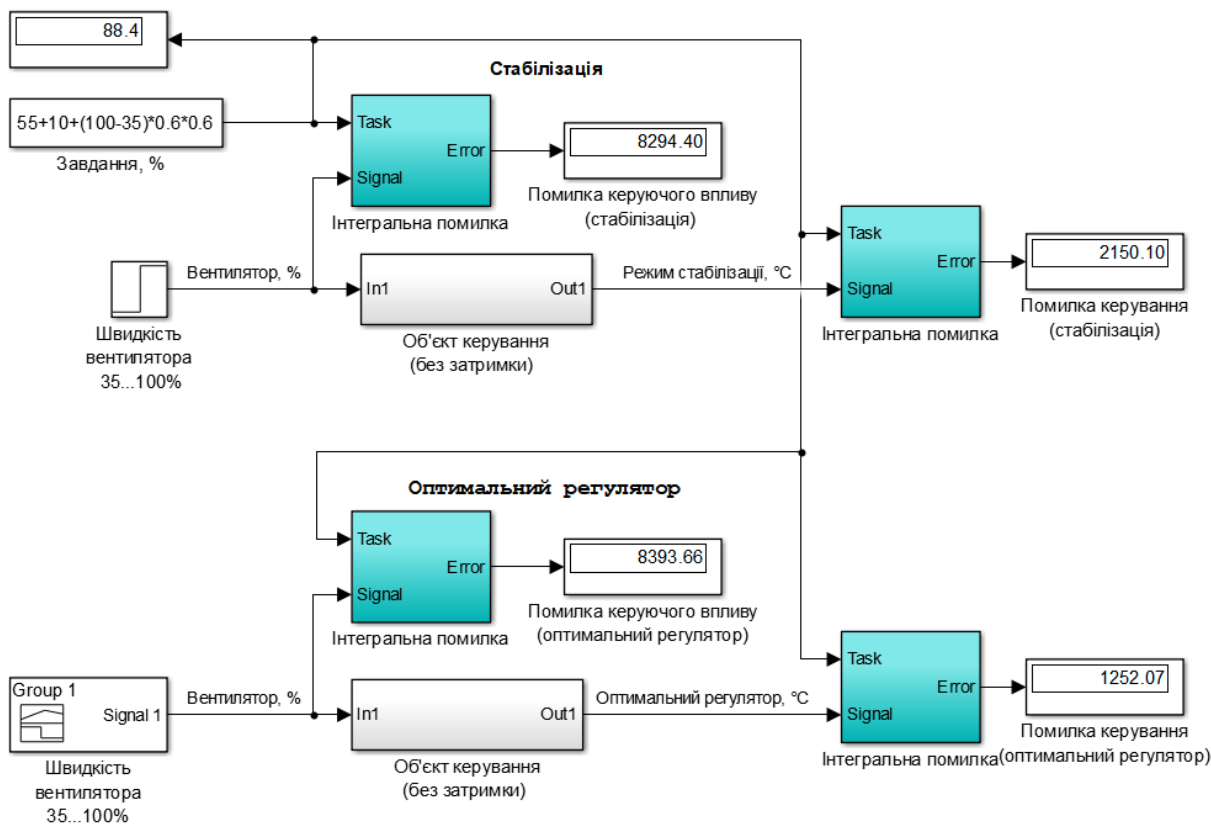 88.4
Стабілізація
55+10+(100-35)*0.6*0.6
Завдання, %
Task
Error
Signal
Інтегральна помилка
8294.40
Помилка керуючого впливу
(стабілізація)
Task
Error
Signal
Інтегральна помилка
2150.10
Помилка керування
(стабілізація)
Швидкість
вентилятора
35...100%
Вентилятор, %
In1
Out1
Об'єкт керування
(без затримки)
Режим стабілізації, °C
Оптимальний регулятор
Task
Error
Signal
Інтегральна помилка
8393.66
Помилка керуючого впливу
(оптимальний регулятор)
Task
Error
Signal
Інтегральна помилка
1252.07
Помилка керування
(оптимальний регулятор)
Group 1
Signal 1
Швидкість
вентилятора
35...100%
Вентилятор, %
In1
Out1
Об'єкт керування
(без затримки)
Оптимальний регулятор, °C